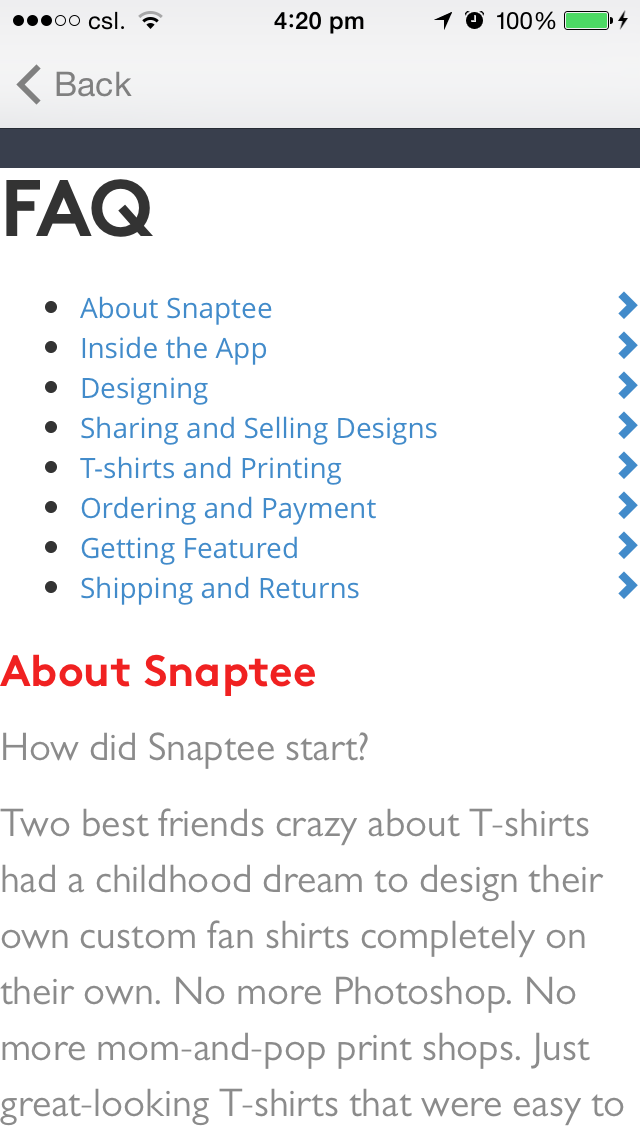 csl. 4:20 pm 100%
Back
FAQ
About Snaptee
Inside the App
Designing
Sharing and Selling Designs
T-shirts and Printing
Ordering and Payment
Getting Featured
Shipping and Returns
About Snaptee
How did Snaptee start?
Two best friends crazy about T-shirts
had a childhood dream to design their
own custom fan shirts completely on
their own. No more Photoshop. No
more mom-and-pop print shops. Just
great-looking T-shirts that were easy to